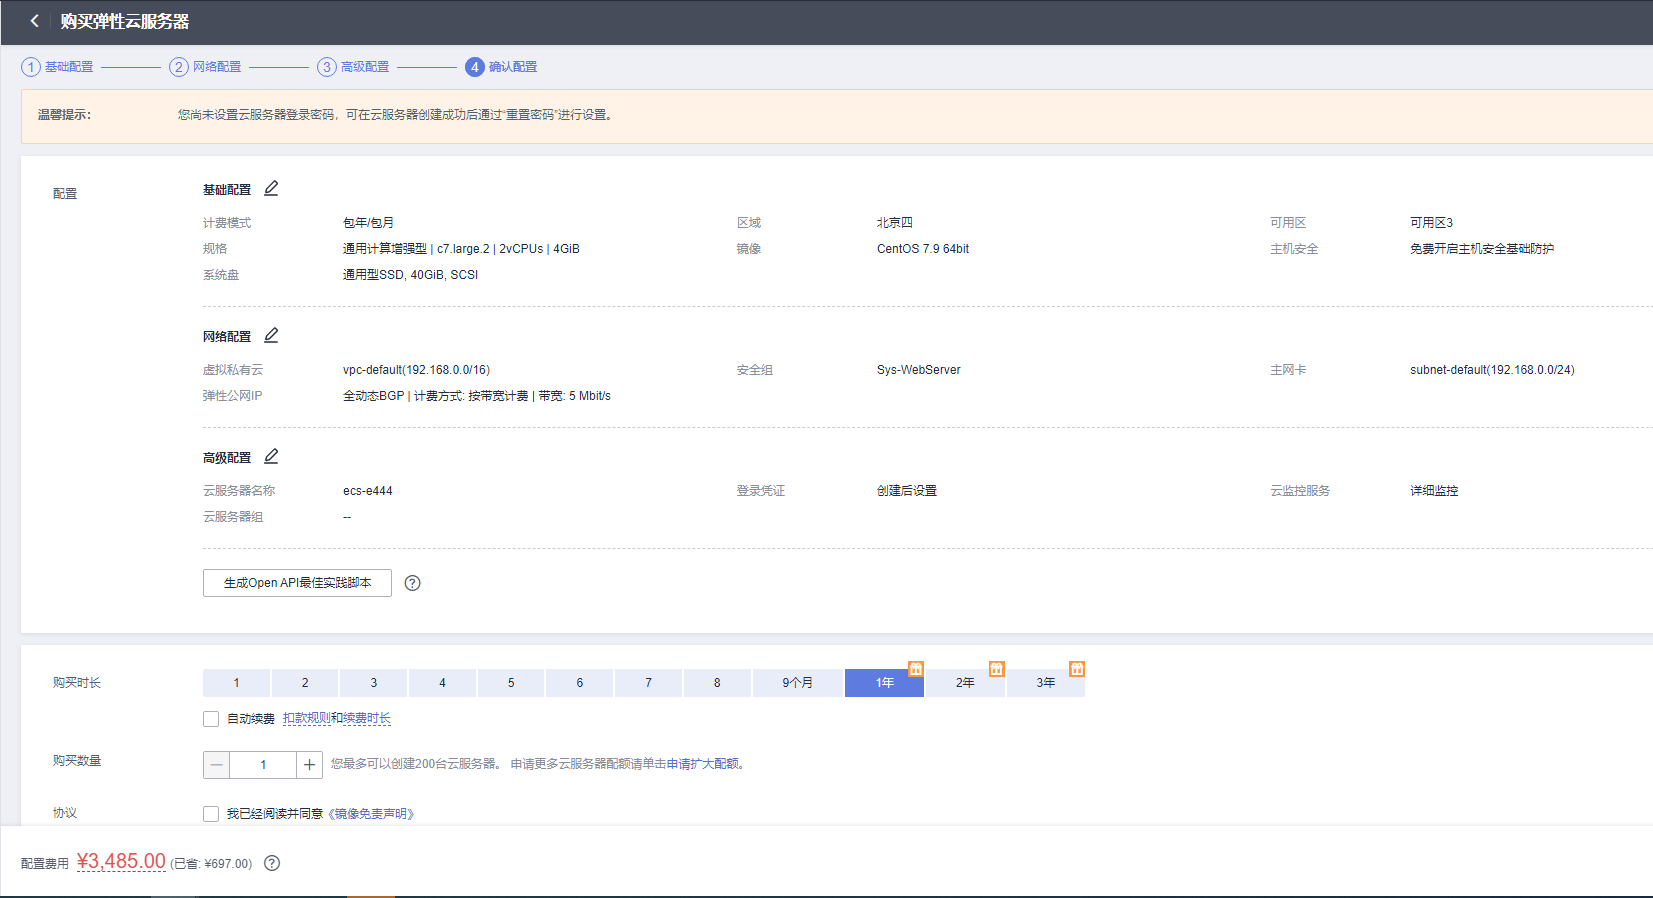 购买弹性云服务器
1 基础配置 2 网络配置 3 高级配置 4 确认配置
温馨提示： 您尚未设置云服务器登录密码，可在云服务器创建成功后通过“重置密码”进行设置。
配置
基础配置
计费模式 包年/包月 区域 北京四 可用区 可用区3
规格 通用计算增强型 | c7.large.2 | 2vCPUs | 4GiB 镜像 CentOS 7.9 64bit 主机安全 免费开启主机安全基础防护
系统盘 通用型SSD, 40GiB, SCSI
网络配置
虚拟私有云 vpc-default(192.168.0.0/16) 安全组 Sys-WebServer 主网卡 subnet-default(192.168.0.0/24)
弹性公网IP 全动态BGP | 计费方式: 按带宽计费 | 带宽: 5 Mbit/s
高级配置
云服务器名称 ecs-e444 登录凭证 创建后设置 云监控服务 详细监控
云服务器组 --
生成Open API最佳实践脚本 ?
购买时长 1 2 3 4 5 6 7 8 9个月 1年 2年 3年
自动续费 扣款规则和续费时长
购买数量 — 1 + 您最多可以创建200台云服务器。 申请更多云服务器配额请单击申请扩大配额。
协议 我已经阅读并同意《镜像免责声明》
配置费用 ¥3,485.00 (已省: ¥697.00) ?